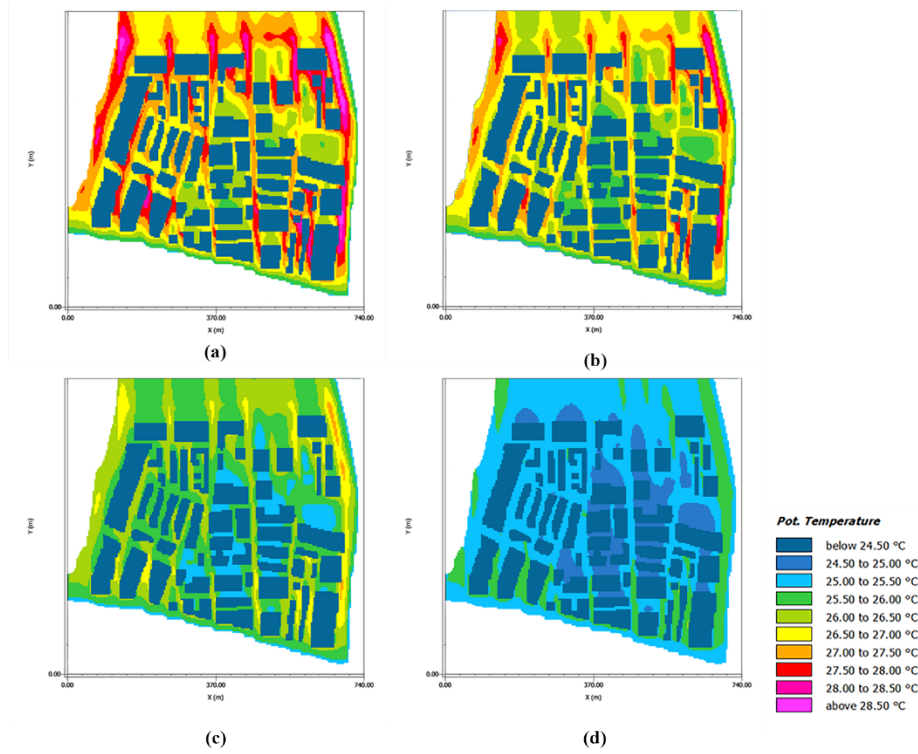 Y (m)
0.00
0.00
370.00
740.00
X (m)
(a)
Y (m)
0.00
0.00
370.00
740.00
X (m)
(b)
Y (m)
0.00
0.00
370.00
740.00
X (m)
(c)
Y (m)
0.00
0.00
370.00
740.00
X (m)
(d)
Pot. Temperature
below 24.50 °C
24.50 to 25.00 °C
25.00 to 25.50 °C
25.50 to 26.00 °C
26.00 to 26.50 °C
26.50 to 27.00 °C
27.00 to 27.50 °C
27.50 to 28.00 °C
28.00 to 28.50 °C
above 28.50 °C